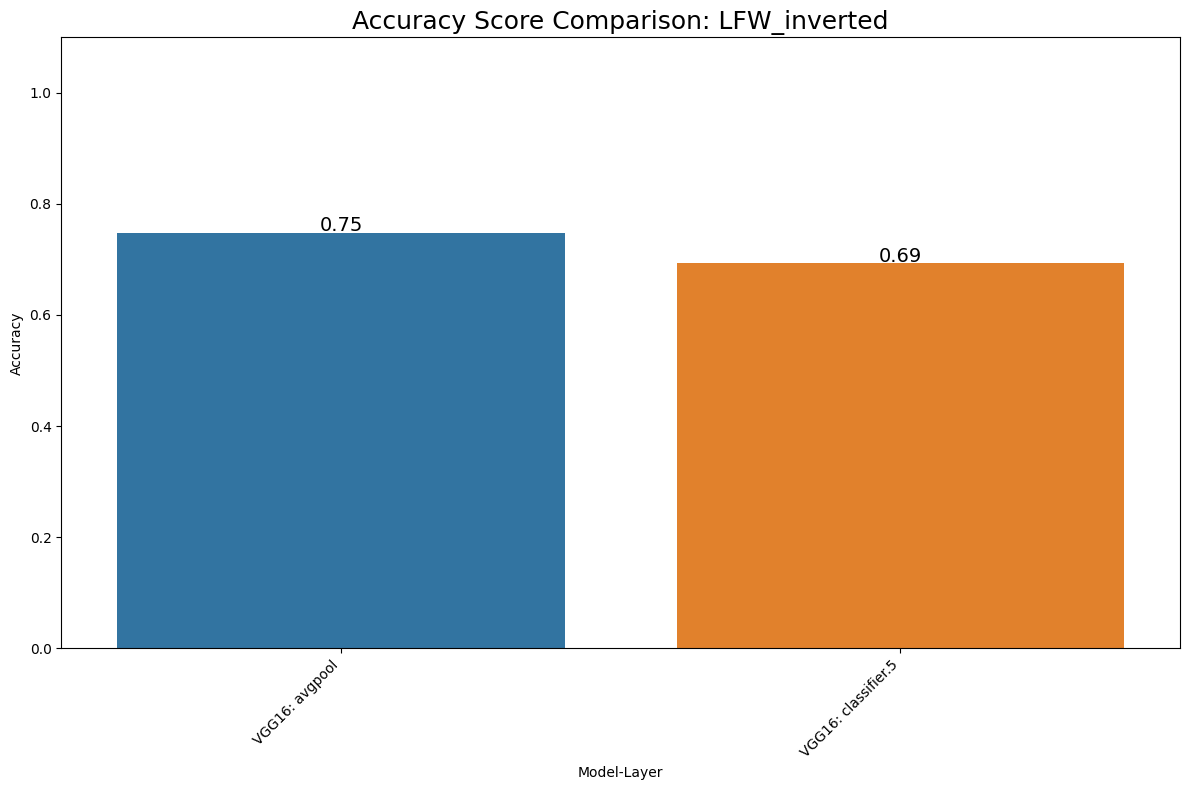 Accuracy Score Comparison: LFW_inverted
1.0
0.8
0.6
0.4
0.2
0.0
Accuracy
0.75
0.69
VGG16: avgpool
VGG16: classifier.5
Model-Layer